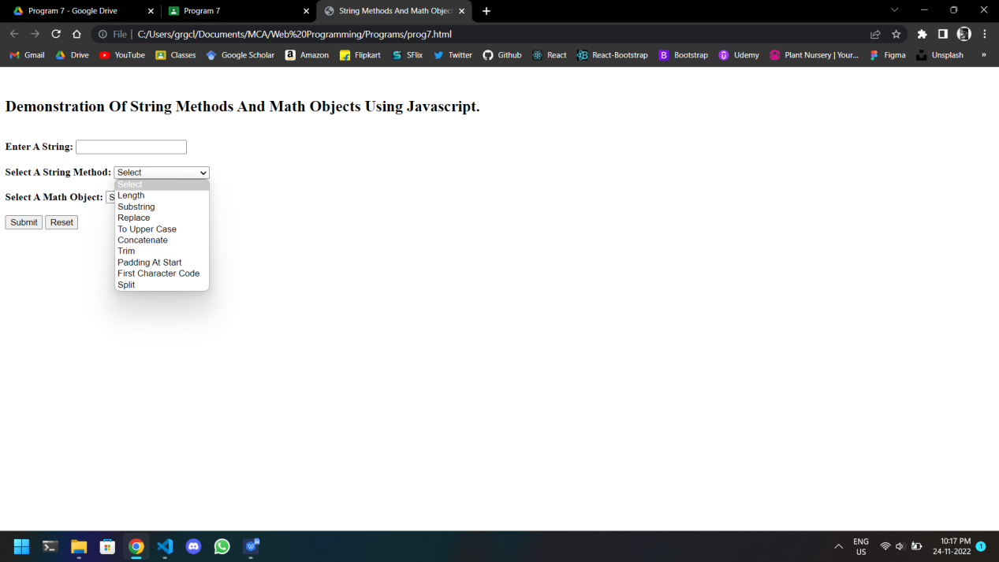 Program 7 - Google Drive
Program 7
String Methods And Math Objec
File
C:/Users/grgcl/Documents/MCA/Web%20Programming/Programs/prog7.html
Gmail Drive YouTube Classes Google Scholar Amazon Flipkart SFlix Twitter Github React React-Bootstrap Bootstrap Udemy Plant Nursery | Your... Figma Unsplash »
Demonstration Of String Methods And Math Objects Using Javascript.
Enter A String:
Select A String Method: Select
Select
Length
Select A Math Object: S
Substring
Replace
Submit Reset
To Upper Case
Concatenate
Trim
Padding At Start
First Character Code
Split
ENG
US
10:17 PM
24-11-2022
1